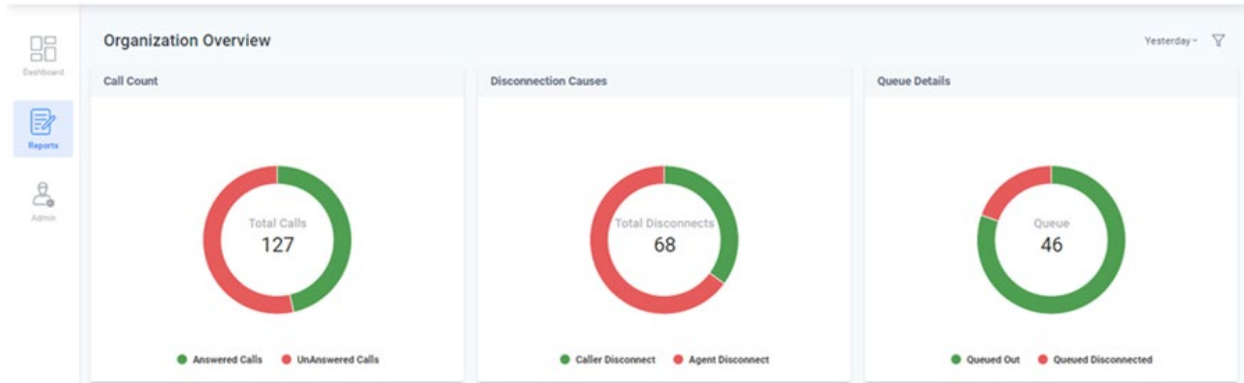 Dashboard
Reports
Admin
Organization Overview
Yesterday
Call Count
Total Calls
127
Answered Calls
UnAnswered Calls
Disconnection Causes
Total Disconnects
68
Caller Disconnect
Agent Disconnect
Queue Details
Queue
46
Queued Out
Queued Disconnected